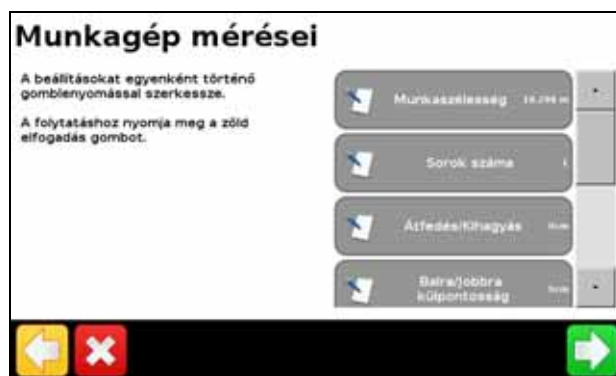 Munkagép mérései
A beállításokat egyenként történő
gomblenyomással szerkessze.
A folytatáshoz nyomja meg a zöld
elfogadás gombot.
Munkaszélesség
Sorok száma
Átfedés/Kihagyás
Balra/Jobbra
külpontosság